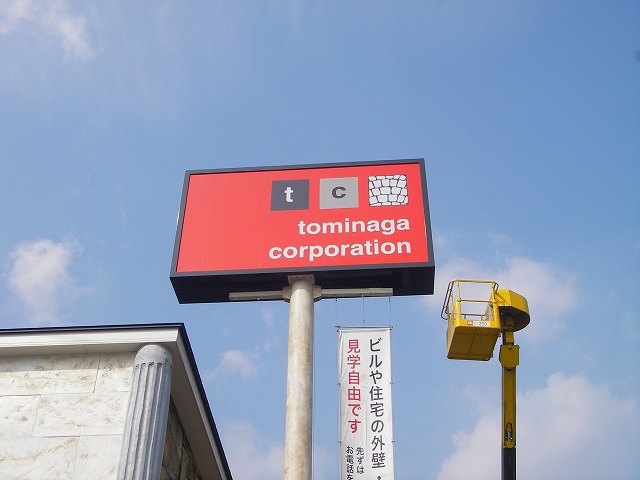 t c
tominaga
corporation
ビルや住宅の外壁・
見学自由です
先ずは
お電話を